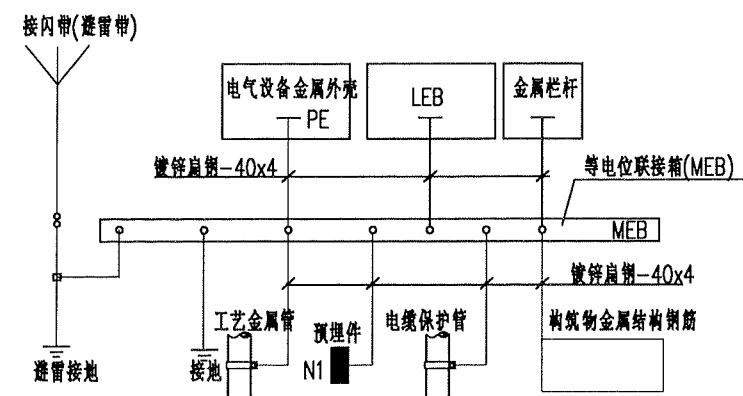 接闪带(避雷带)
电气设备金属外壳
PE
LEB
金属栏杆
镀锌扁钢-40x4
等电位联接箱(MEB)
MEB
镀锌扁钢-40x4
工艺金属管
预埋件
电缆保护管
构筑物金属结构钢筋
避雷接地
接地
N1